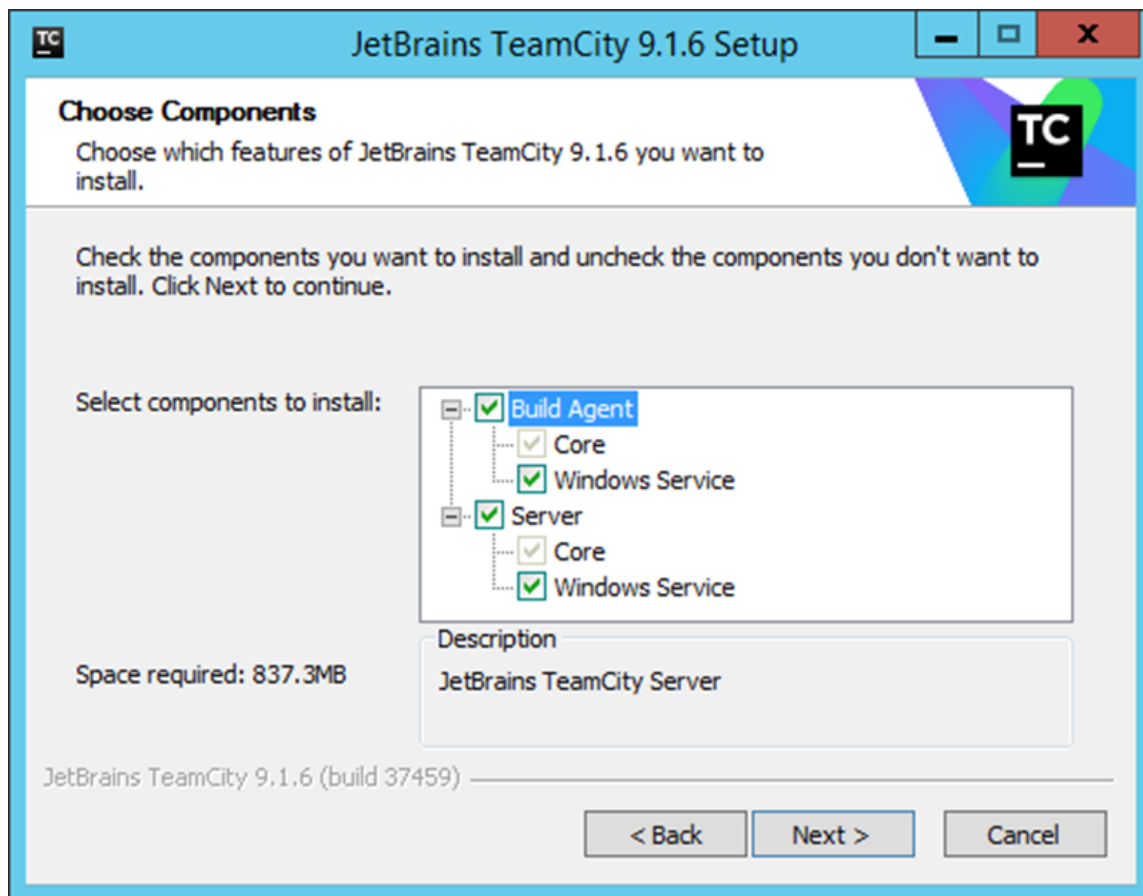 TC
JetBrains TeamCity 9.1.6 Setup
x
Choose Components
Choose which features of JetBrains TeamCity 9.1.6 you want to
install.
TC
Check the components you want to install and uncheck the components you don't want to
install. Click Next to continue.
Select components to install:
Build Agent
Core
Windows Service
Server
Core
Windows Service
Space required: 837.3MB
Description
JetBrains TeamCity Server
JetBrains TeamCity 9.1.6 (build 37459)
< Back
Next >
Cancel